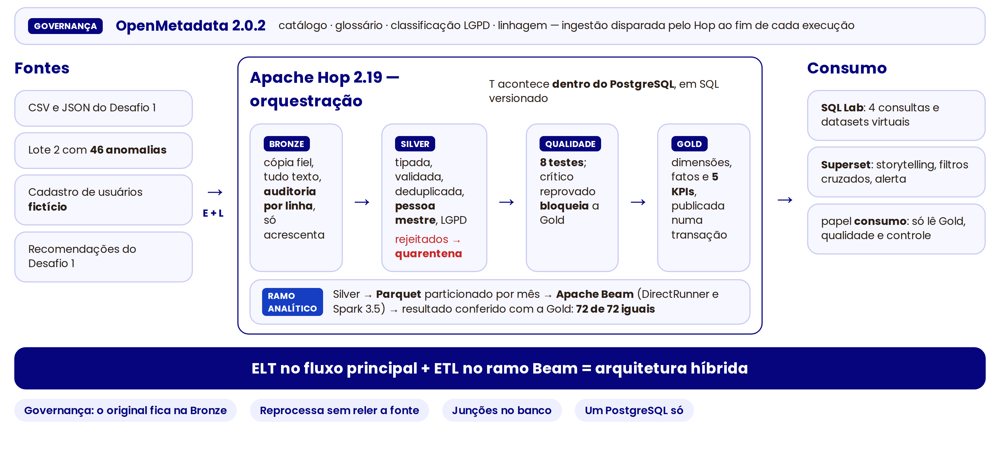 GOVERNANÇA OpenMetadata 2.0.2 catálogo · glossário · classificação LGPD · linhagem — ingestão disparada pelo Hop ao fim de cada execução
Fontes
CSV e JSON do Desafio 1
Lote 2 com 46 anomalias
Cadastro de usuários
fictício
Recomendações do
Desafio 1
→
E + L
Apache Hop 2.19 —
orquestração
T acontece dentro do PostgreSQL, em SQL
versionado
BRONZE
cópia fiel,
tudo texto,
auditoria
por linha,
só
acrescenta
→
SILVER
tipada,
validada,
deduplicada,
pessoa
mestre, LGPD
rejeitados →
quarentena
→
QUALIDADE
8 testes;
crítico
reprovado
bloqueia a
Gold
→
GOLD
dimensões,
fatos e 5
KPIs,
publicada
numa
transação
RAMO
ANALÍTICO
Silver → Parquet particionado por mês → Apache Beam (DirectRunner e
Spark 3.5) → resultado conferido com a Gold: 72 de 72 iguais
→
Consumo
SQL Lab: 4 consultas e
datasets virtuais
Superset: storytelling, filtros
cruzados, alerta
papel consumo: só lê Gold,
qualidade e controle
ELT no fluxo principal + ETL no ramo Beam = arquitetura híbrida
Governança: o original fica na Bronze
Reprocessa sem reler a fonte
Junções no banco
Um PostgreSQL só